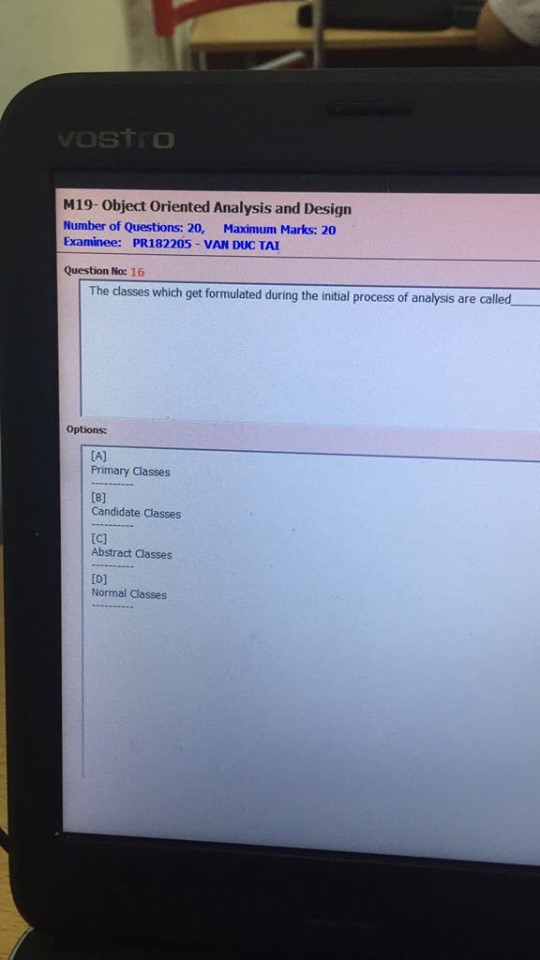 vostro
M19- Object Oriented Analysis and Design
Number of Questions: 20, Maximum Marks: 20
Examinee: PR182205 - VAN DUC TAI
Question No: 16
The classes which get formulated during the initial process of analysis are called____
Options:
[A]
Primary Classes
----------
[B]
Candidate Classes
----------
[C]
Abstract Classes
----------
[D]
Normal Classes
----------